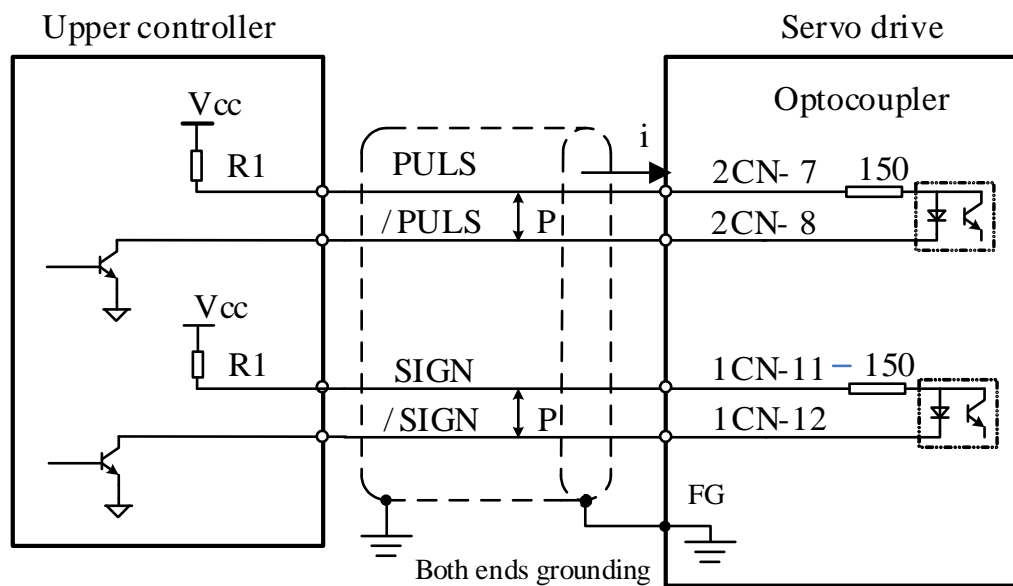 Upper controller
Servo drive
Optocoupler
Vcc
R1
PULS
i
2CN- 7
150
/PULS
P
2CN- 8
Vcc
R1
SIGN
1CN-11
150
/SIGN
P
1CN-12
FG
Both ends grounding